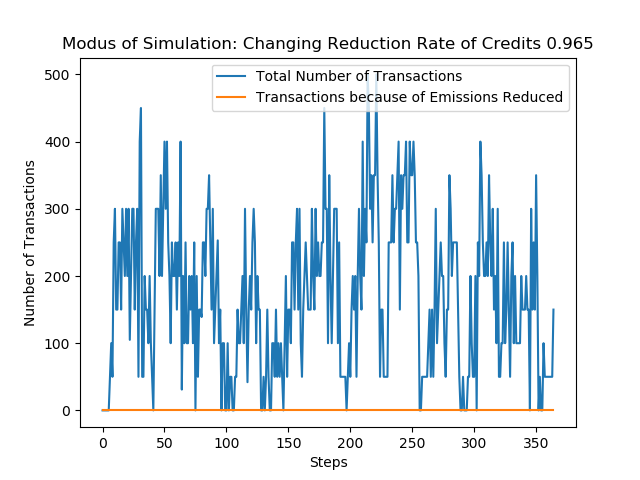 Modus of Simulation: Changing Reduction Rate of Credits 0.965
500
400
300
200
100
0
Number of Transactions
Total Number of Transactions
Transactions because of Emissions Reduced
0 50 100 150 200 250 300 350
Steps